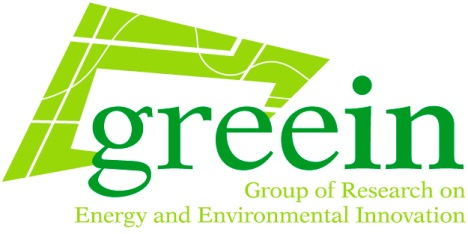 greein
Group of Research on
Energy and Environmental Innovation